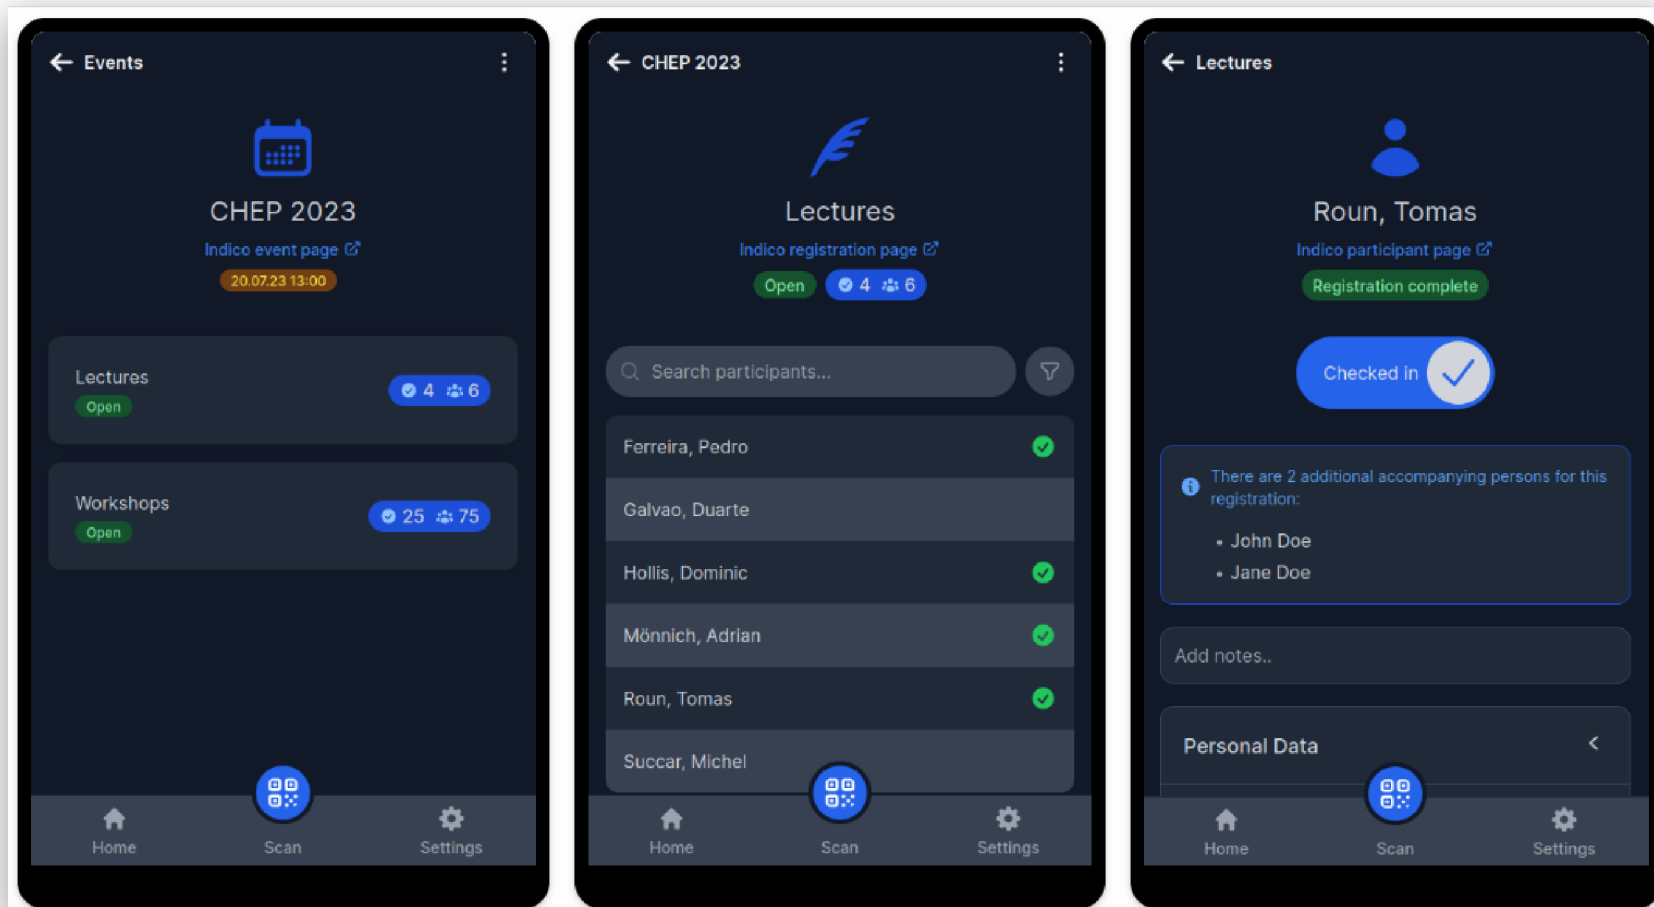 Events
CHEP 2023
Indico event page
20.07.23 13:00
Lectures
Open
4 6
Workshops
Open
25 75
Home
Scan
Settings
CHEP 2023
Lectures
Indico registration page
Open 4 6
Search participants...
Ferreira, Pedro
Galvao, Duarte
Hollis, Dominic
Mönnich, Adrian
Roun, Tomas
Succar, Michel
Home
Scan
Settings
Lectures
Roun, Tomas
Indico participant page
Registration complete
Checked in
There are 2 additional accompanying persons for this
registration:
• John Doe
• Jane Doe
Add notes..
Personal Data
Home
Scan
Settings